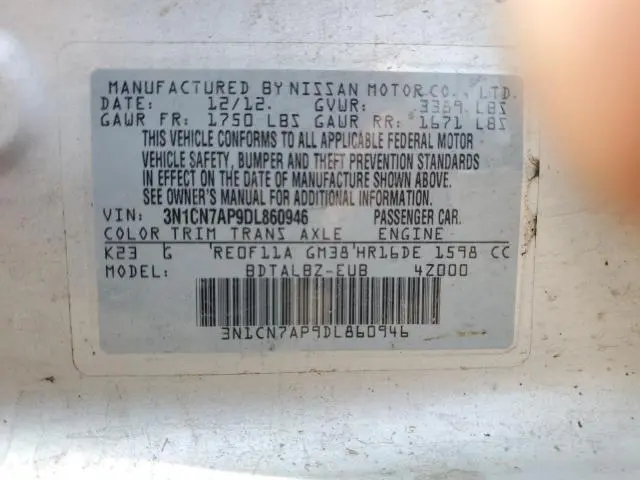 MANUFACTURED BY NISSAN MOTOR CO., LTD.
DATE: 12/12. GVWR: 3369 LBS
GAWR FR: 1750 LBS GAWR RR: 1671 LBS
THIS VEHICLE CONFORMS TO ALL APPLICABLE FEDERAL MOTOR
VEHICLE SAFETY, BUMPER AND THEFT PREVENTION STANDARDS
IN EFFECT ON THE DATE OF MANUFACTURE SHOWN ABOVE.
SEE OWNER'S MANUAL FOR ADDITIONAL INFORMATION.
VIN: 3N1CN7AP9DL860946 PASSENGER CAR.
COLOR TRIM TRANS AXLE ENGINE
K23 G RE0F11A GM38 HR16DE 1598 CC
MODEL: BDTALBZ-EUB 4Z000
3N1CN7AP9DL860946